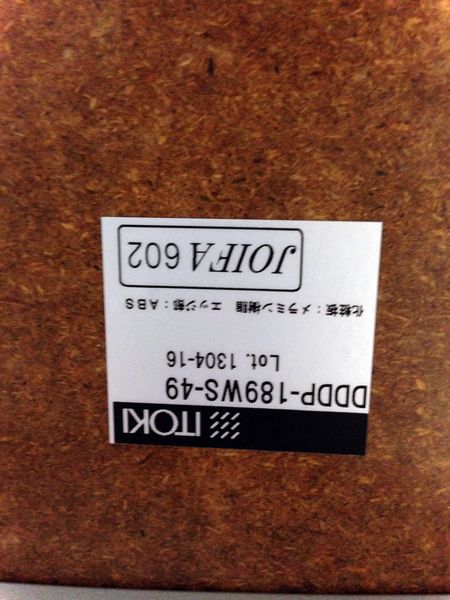 ITOKI
DDDP-189WS-49
Lot. 1304-16
化粧板：メラミン樹脂 エッジ部：ABS
JOIFA 602